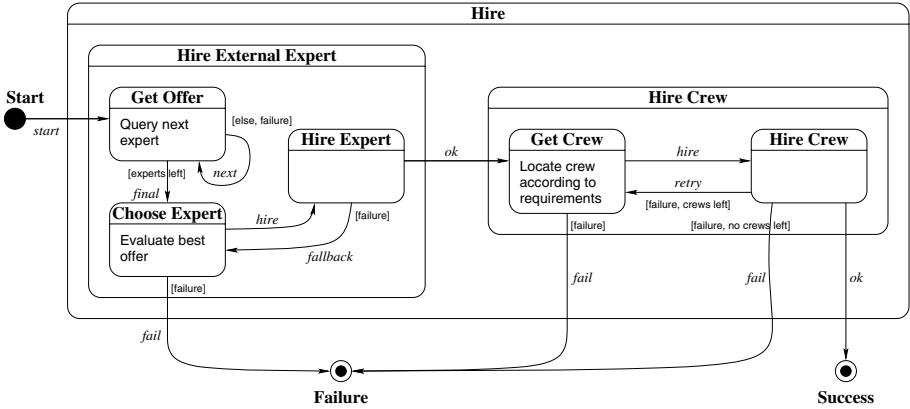 Hire
Hire External Expert
Start
start
Get Offer
Query next
expert
[else, failure]
next
[experts left]
final
Hire Expert
ok
Choose Expert
Evaluate best
offer
hire
[failure]
fallback
[failure]
fail
Hire Crew
Get Crew
Locate crew
according to
requirements
hire
retry
[failure, crews left]
Hire Crew
[failure]
[failure, no crews left]
fail
fail
ok
Failure
Success